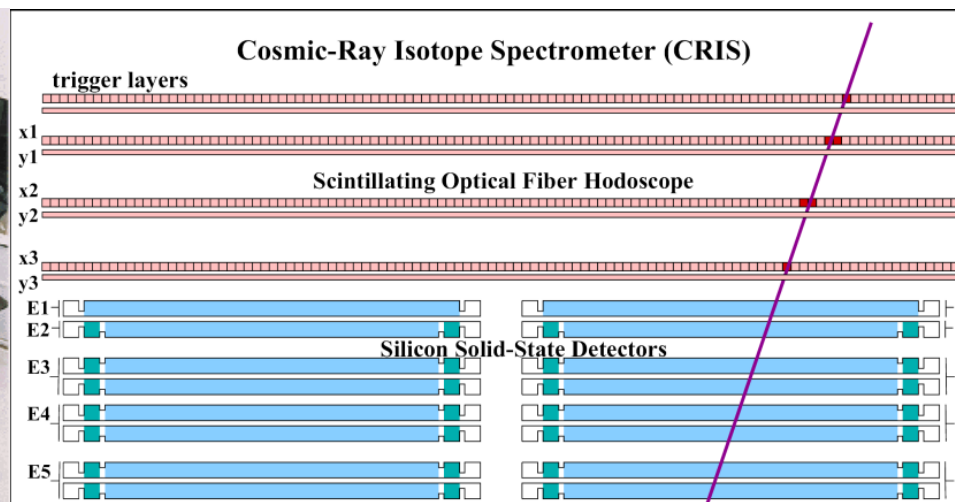 Cosmic-Ray Isotope Spectrometer (CRIS)
trigger layers
x1
y1
Scintillating Optical Fiber Hodoscope
x2
y2
x3
y3
E1
E2
Silicon Solid-State Detectors
E3
E4
E5